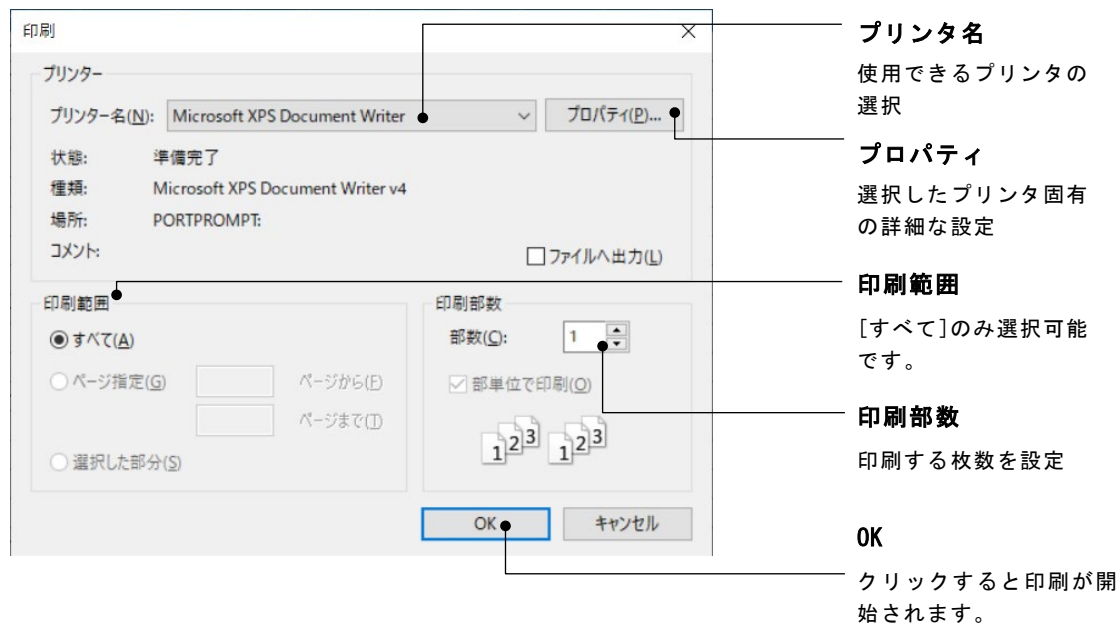 印刷
プリンター
プリンター名(N): Microsoft XPS Document Writer プロパティ(P)...
状態: 準備完了
種類: Microsoft XPS Document Writer v4
場所: PORTPROMPT:
コメント: ファイルへ出力(L)
印刷範囲
すべて(A)
ページ指定(G) ページから(F)
ページまで(T)
選択した部分(S)
印刷部数
部数(C): 1
部単位で印刷(O)
1 2 3 1 2 3
OK キャンセル
プリンタ名
使用できるプリンタの
選択
プロパティ
選択したプリンタ固有
の詳細な設定
印刷範囲
[すべて]のみ選択可能
です。
印刷部数
印刷する枚数を設定
OK
クリックすると印刷が開
始されます。